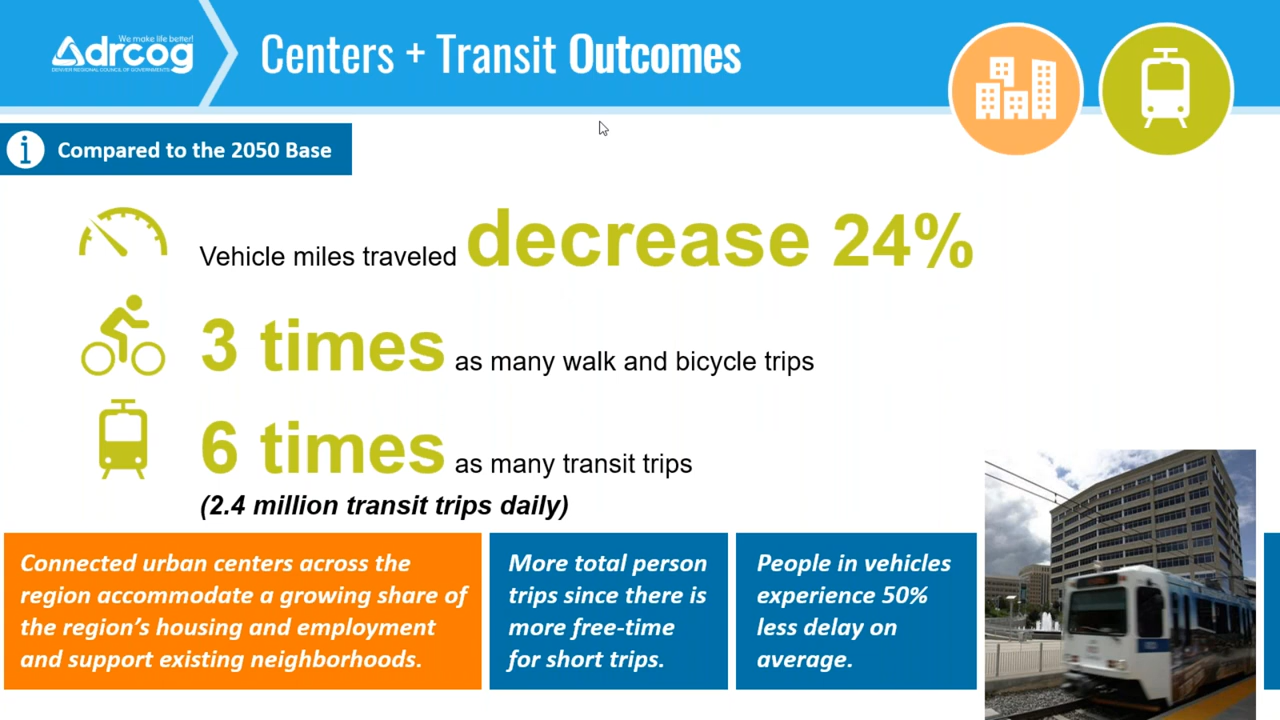 We make life better!
drcog
DENVER REGIONAL COUNCIL OF GOVERNMENTS
Centers + Transit Outcomes
i Compared to the 2050 Base
Vehicle miles traveled decrease 24%
3 times as many walk and bicycle trips
6 times as many transit trips
(2.4 million transit trips daily)
Connected urban centers across the
region accommodate a growing share of
the region's housing and employment
and support existing neighborhoods.
More total person
trips since there is
more free-time
for short trips.
People in vehicles
experience 50%
less delay on
average.